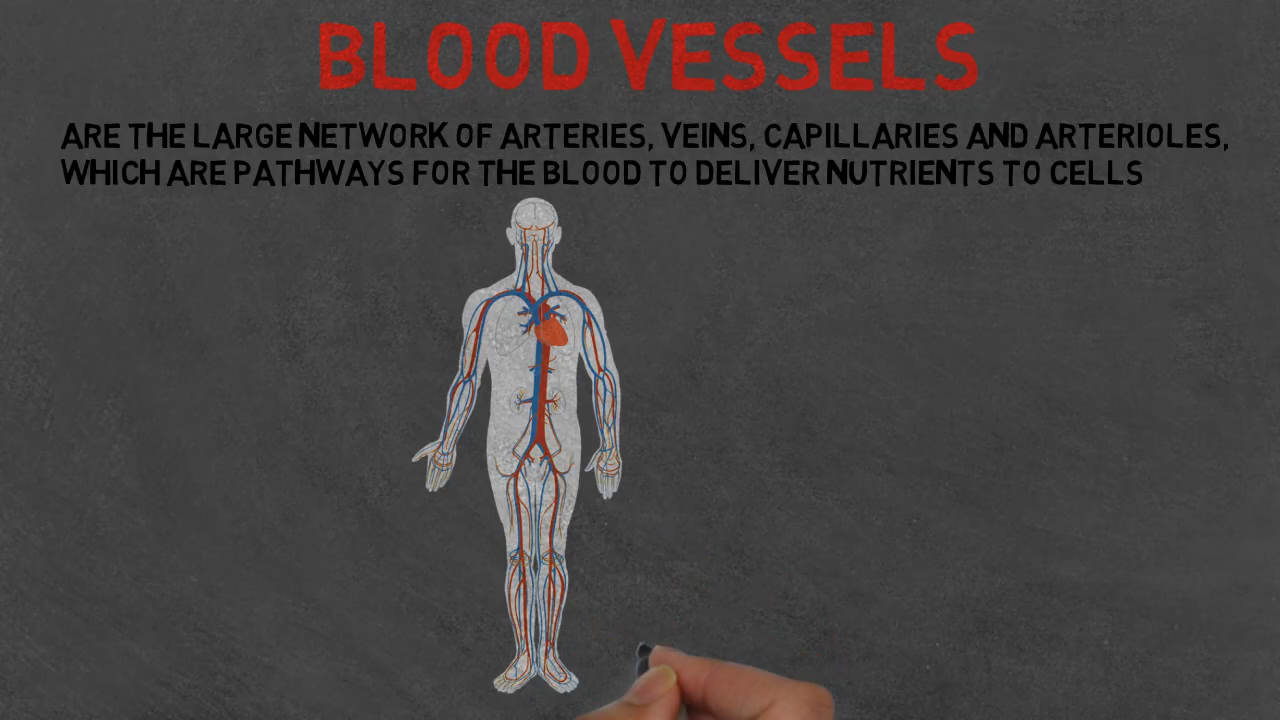 BLOOD VESSELS
ARE THE LARGE NETWORK OF ARTERIES, VEINS, CAPILLARIES AND ARTERIOLES,
WHICH ARE PATHWAYS FOR THE BLOOD TO DELIVER NUTRIENTS TO CELLS